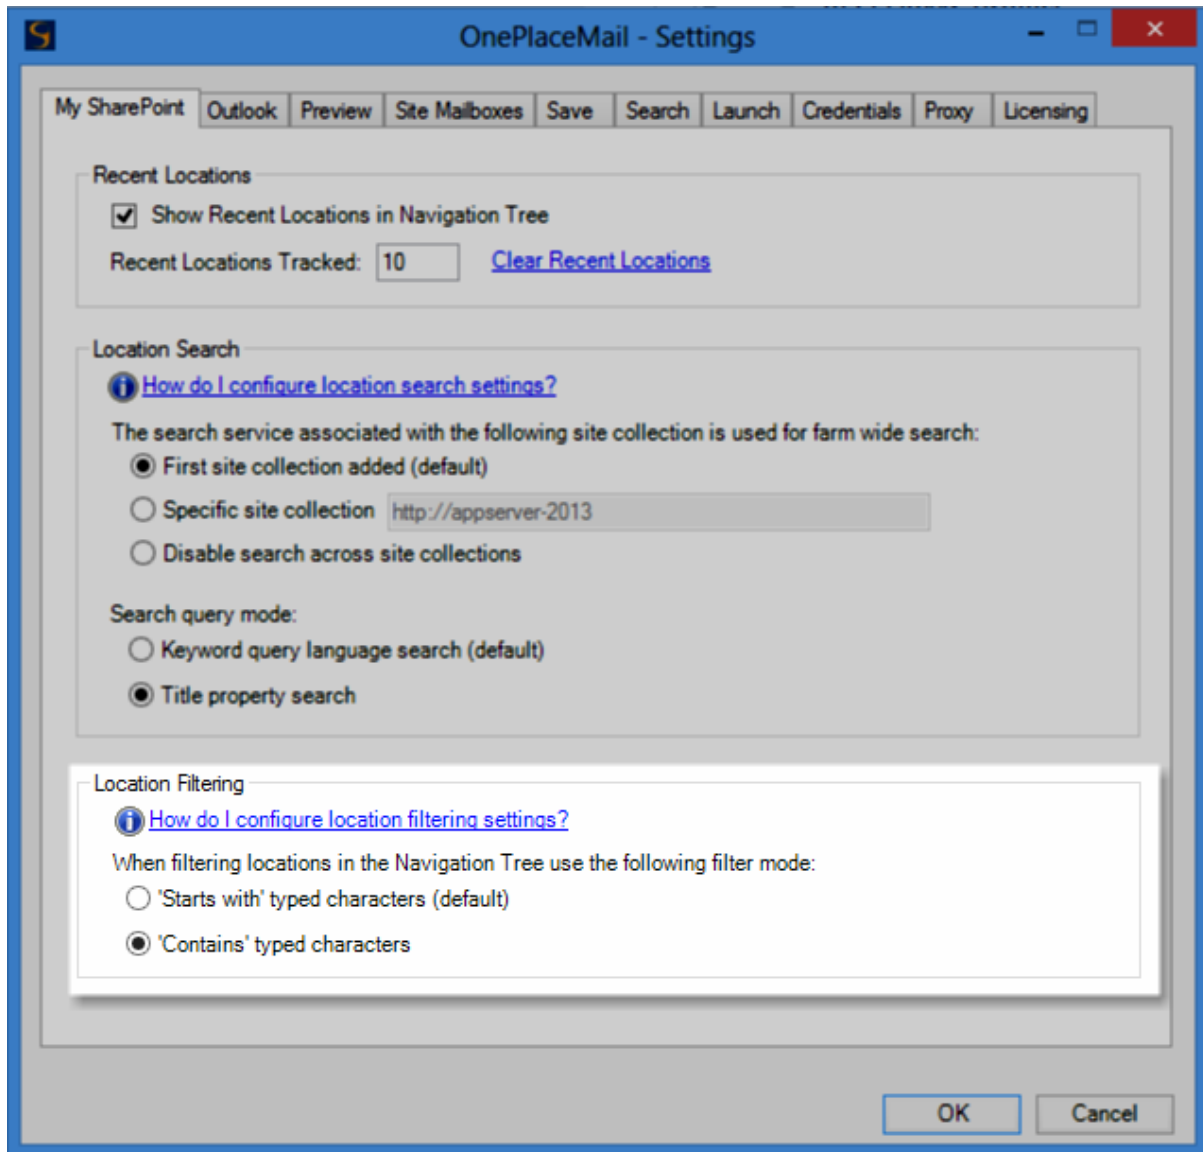 OnePlaceMail - Settings
My SharePoint Outlook Preview Site Mailboxes Save Search Launch Credentials Proxy Licensing
Recent Locations
Show Recent Locations in Navigation Tree
Recent Locations Tracked: 10 Clear Recent Locations
Location Search
How do I configure location search settings?
The search service associated with the following site collection is used for farm wide search:
First site collection added (default)
Specific site collection http://appserver-2013
Disable search across site collections
Search query mode:
Keyword query language search (default)
Title property search
Location Filtering
How do I configure location filtering settings?
When filtering locations in the Navigation Tree use the following filter mode:
'Starts with' typed characters (default)
'Contains' typed characters
OK Cancel